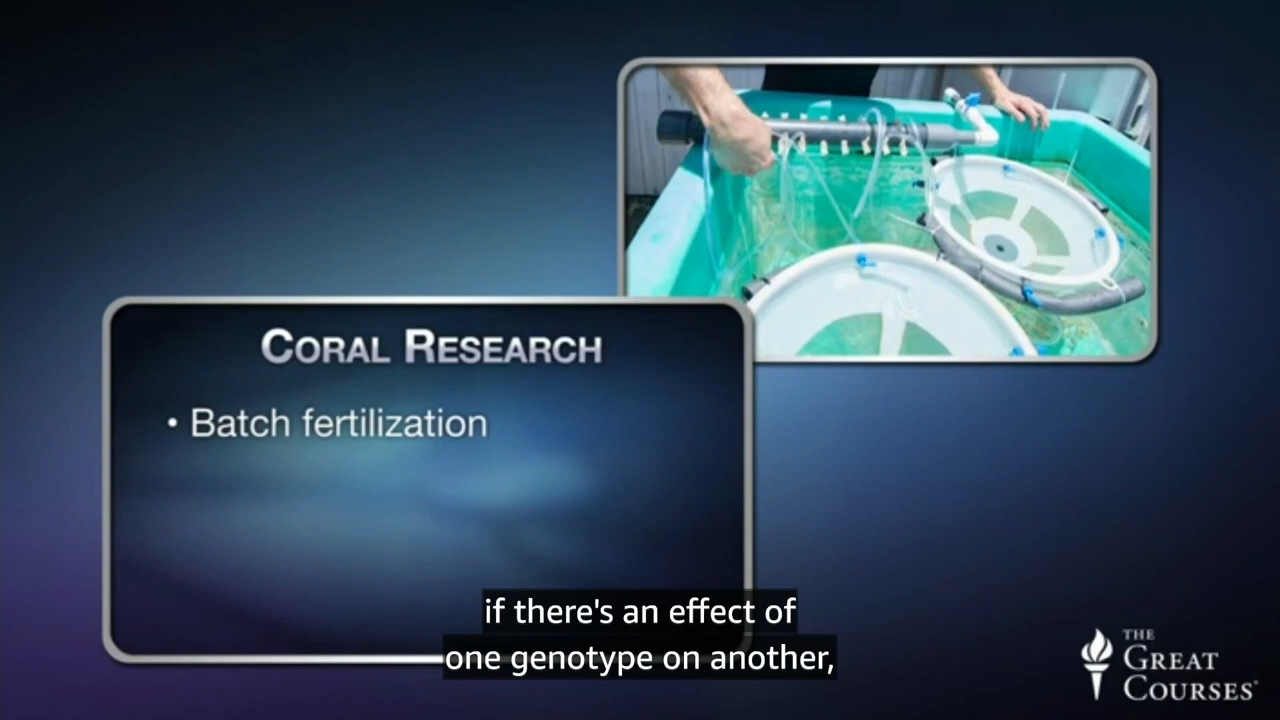 CORAL RESEARCH
• Batch fertilization
if there's an effect of
one genotype on another,
THE
GREAT
COURSES®